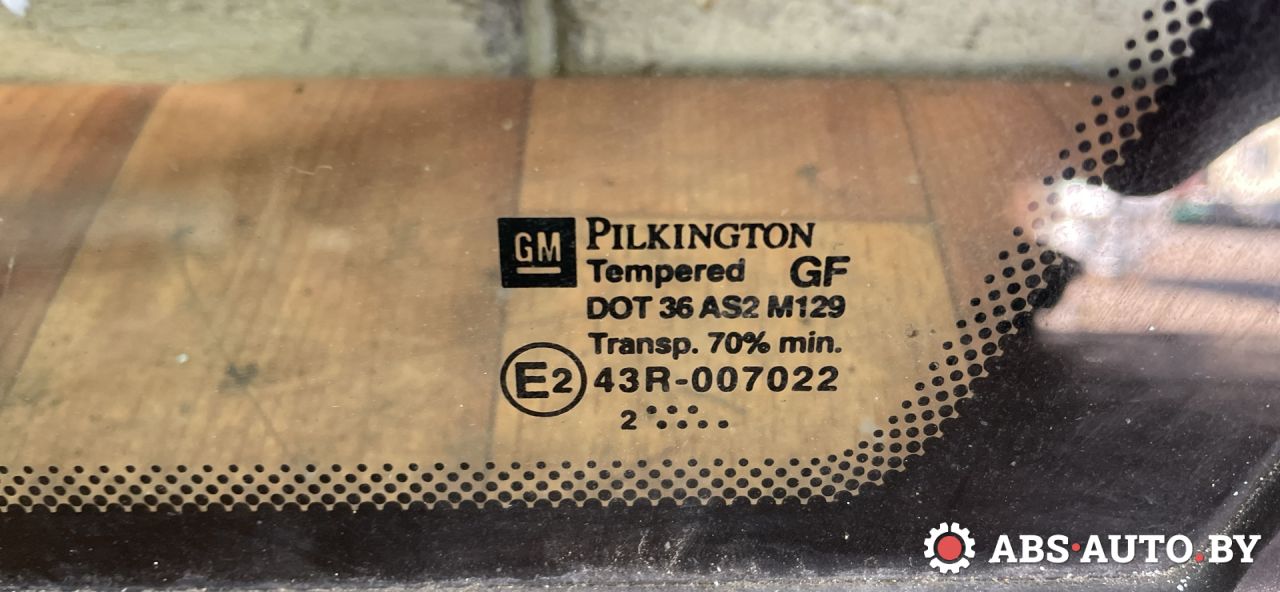 GM PILKINGTON
Tempered GF
DOT 36 AS2 M129
Transp. 70% min.
E2 43R-007022
2
ABS·AUTO.BY